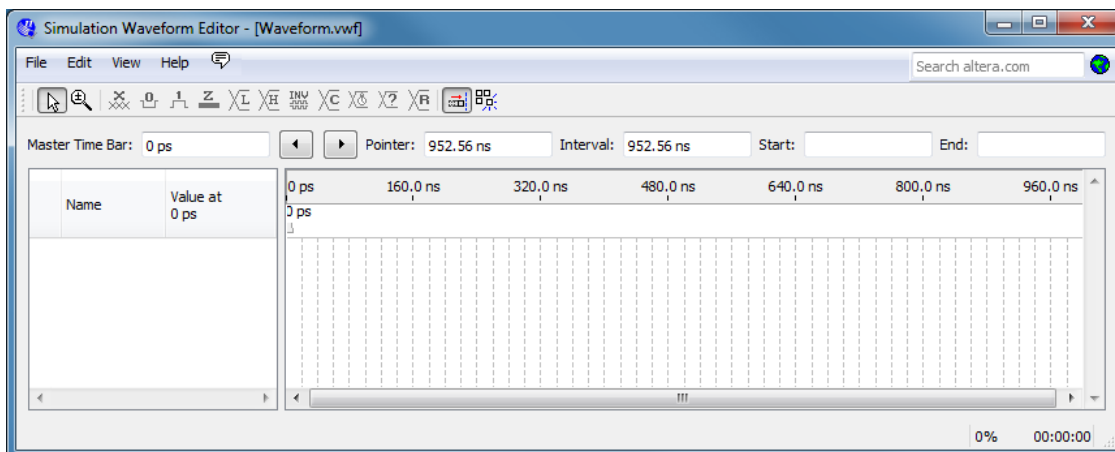 Simulation Waveform Editor - [Waveform.vwf]
File Edit View Help Search altera.com
X 0 1 Z L H INV C ? R
Master Time Bar: 0 ps Pointer: 952.56 ns Interval: 952.56 ns Start: End:
Name Value at 0 ps
0 ps 160.0 ns 320.0 ns 480.0 ns 640.0 ns 800.0 ns 960.0 ns
0 ps
0% 00:00:00